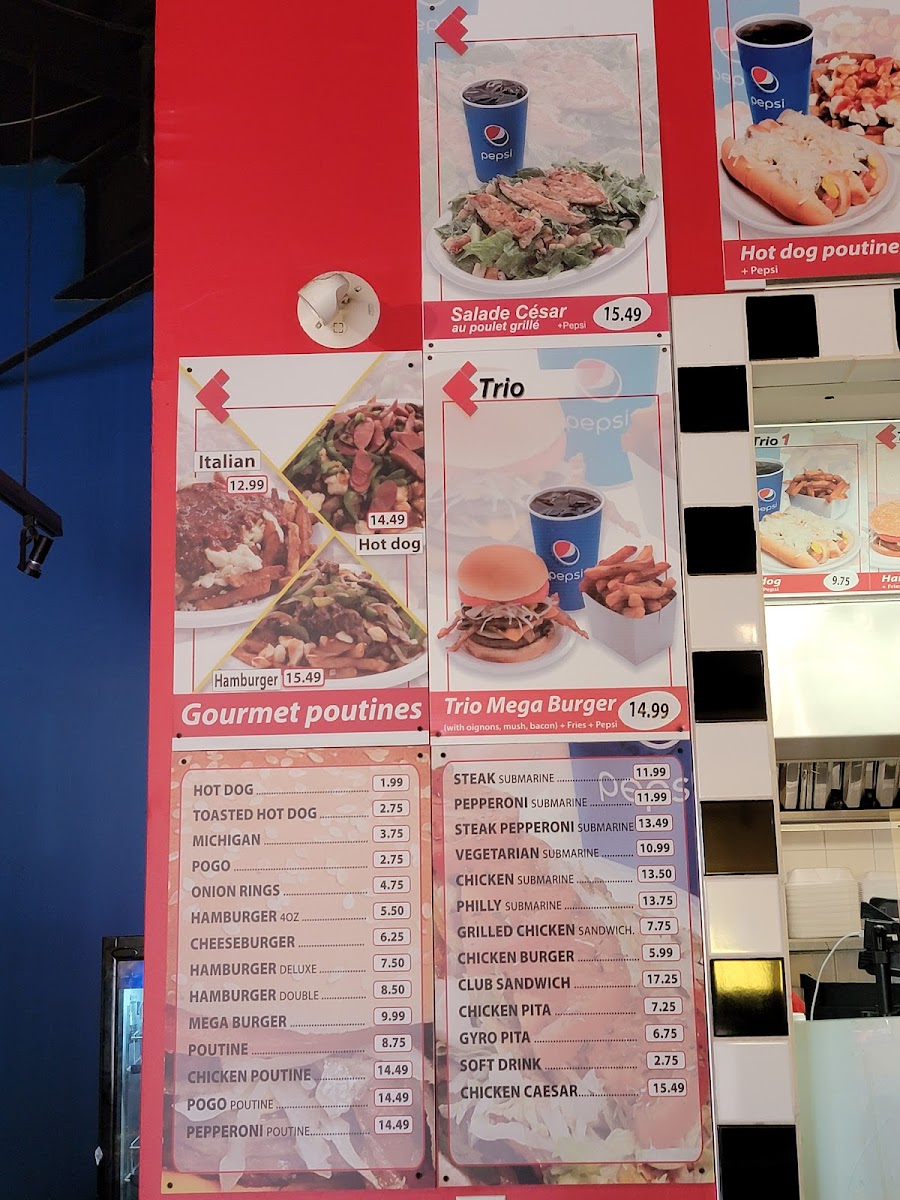 pepsi
Salade César
au poulet grillé +Pepsi
15.49
pepsi
Hot dog poutine
+ Pepsi
Italian
12.99
14.49
Hot dog
Hamburger 15.49
Gourmet poutines
Trio
pepsi
pepsi
Trio Mega Burger
(with oignons, mush, bacon) + Fries + Pepsi
14.99
Trio 1
9.75
HOT DOG 1.99
TOASTED HOT DOG 2.75
MICHIGAN 3.75
POGO 2.75
ONION RINGS 4.75
HAMBURGER 4OZ 5.50
CHEESEBURGER 6.25
HAMBURGER DELUXE 7.50
HAMBURGER DOUBLE 8.50
MEGA BURGER 9.99
POUTINE 8.75
CHICKEN POUTINE 14.49
POGO POUTINE 14.49
PEPPERONI POUTINE 14.49
STEAK SUBMARINE 11.99
PEPPERONI SUBMARINE 11.99
STEAK PEPPERONI SUBMARINE 13.49
VEGETARIAN SUBMARINE 10.99
CHICKEN SUBMARINE 13.50
PHILLY SUBMARINE 13.75
GRILLED CHICKEN SANDWICH. 7.75
CHICKEN BURGER 5.99
CLUB SANDWICH 17.25
CHICKEN PITA 7.25
GYRO PITA 6.75
SOFT DRINK 2.75
CHICKEN CAESAR 15.49